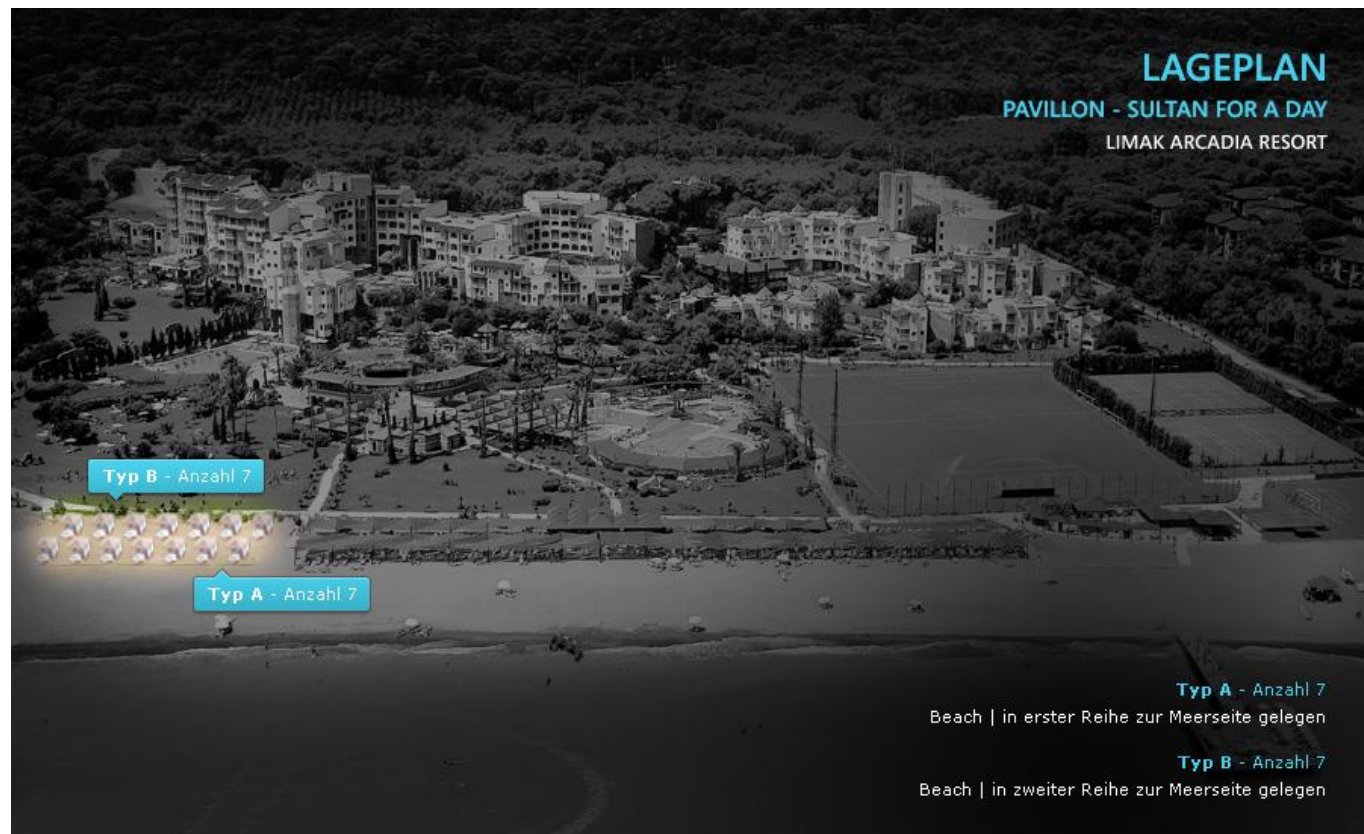 LAGEPLAN
PAVILLON - SULTAN FOR A DAY
LIMAK ARCADIA RESORT
Typ B - Anzahl 7
Typ A - Anzahl 7
Typ A - Anzahl 7
Beach | in erster Reihe zur Meerseite gelegen
Typ B - Anzahl 7
Beach | in zweiter Reihe zur Meerseite gelegen